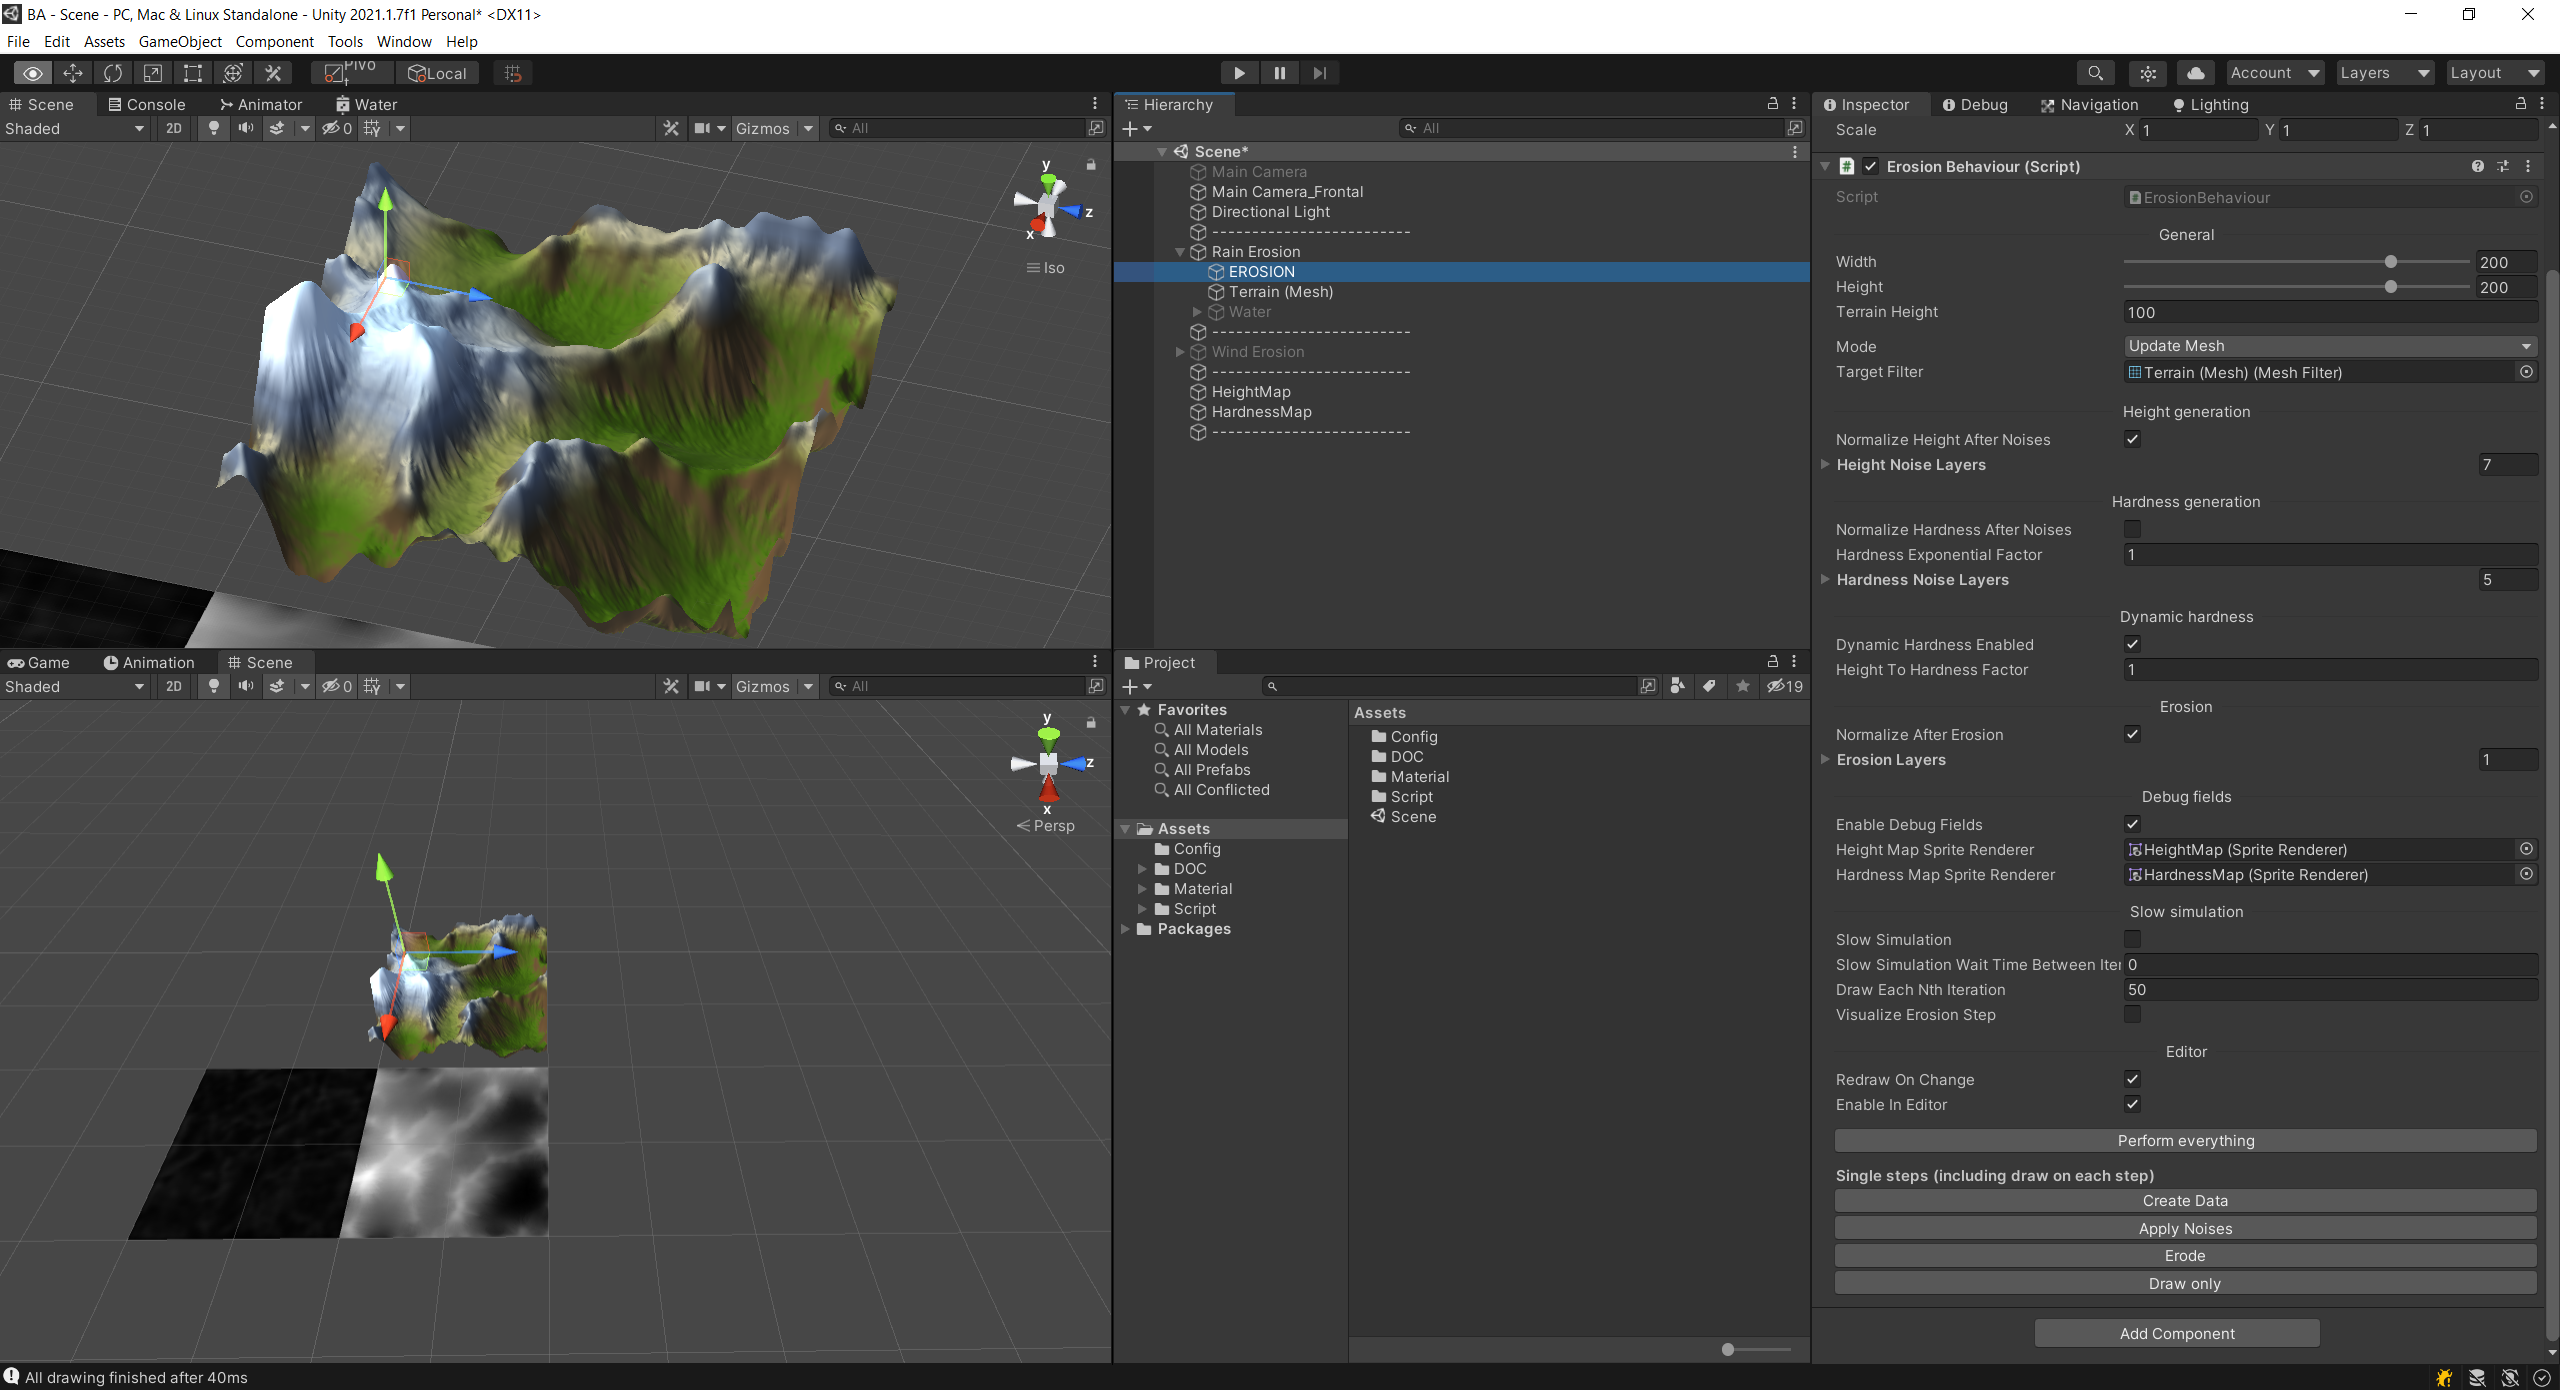 BA - Scene - PC, Mac & Linux Standalone - Unity 2021.1.7f1 Personal* <DX11>
File Edit Assets GameObject Component Tools Window Help
Pivot Local Account Layers Layout
Scene Console Animator Water
Shaded 2D 0 Gizmos All
y z x
Iso
Game Animation Scene
Shaded 2D 0 Gizmos All
y z x
Persp
Hierarchy
All
Scene*
Main Camera
Main Camera_Frontal
Directional Light
-------------------------
Rain Erosion
EROSION
Terrain (Mesh)
Water
-------------------------
Wind Erosion
-------------------------
HeightMap
HardnessMap
-------------------------
Project
19
Favorites
All Materials
All Models
All Prefabs
All Conflicted
Assets
Config
DOC
Material
Script
Packages
Assets
Config
DOC
Material
Script
Scene
Inspector Debug Navigation Lighting
Scale X 1 Y 1 Z 1
# Erosion Behaviour (Script)
Script ErosionBehaviour
General
Width 200
Height 200
Terrain Height 100
Mode Update Mesh
Target Filter Terrain (Mesh) (Mesh Filter)
Height generation
Normalize Height After Noises
Height Noise Layers 7
Hardness generation
Normalize Hardness After Noises
Hardness Exponential Factor 1
Hardness Noise Layers 5
Dynamic hardness
Dynamic Hardness Enabled
Height To Hardness Factor 1
Erosion
Normalize After Erosion
Erosion Layers 1
Debug fields
Enable Debug Fields
Height Map Sprite Renderer HeightMap (Sprite Renderer)
Hardness Map Sprite Renderer HardnessMap (Sprite Renderer)
Slow simulation
Slow Simulation
Slow Simulation Wait Time Between Iter 0
Draw Each Nth Iteration 50
Visualize Erosion Step
Editor
Redraw On Change
Enable In Editor
Perform everything
Single steps (including draw on each step)
Create Data
Apply Noises
Erode
Draw only
Add Component
All drawing finished after 40ms